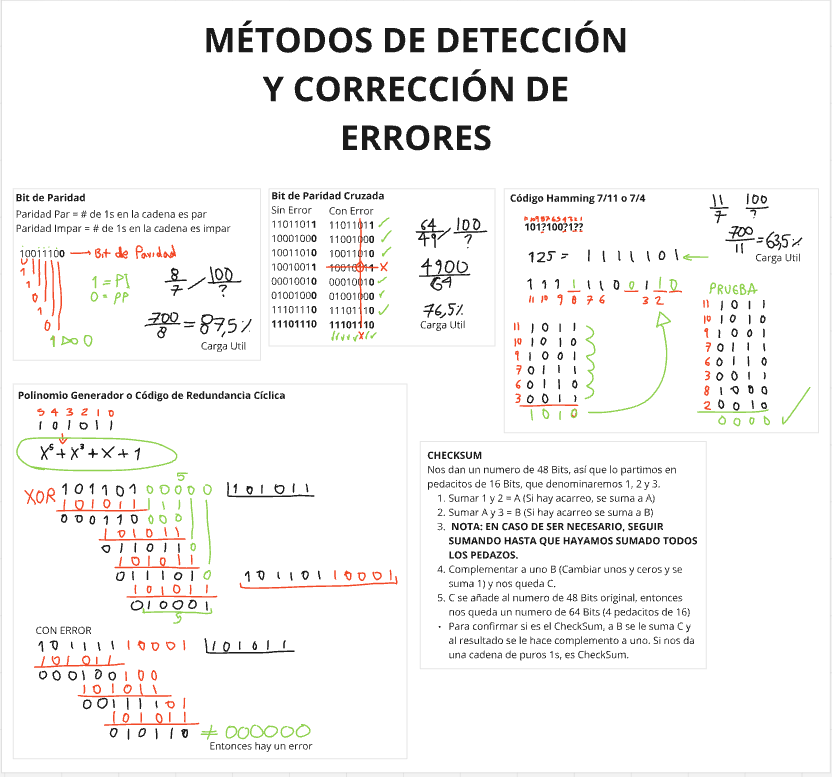 MÉTODOS DE DETECCIÓN
Y CORRECCIÓN DE
ERRORES
Bit de Paridad
Paridad Par = # de 1s en la cadena es par
Paridad Impar = # de 1s en la cadena es impar
10011100 → Bit de Paridad
1
1
0
1
0
1 = PI
0 = PP
1 ▷◁ 0
8/7 / 100/?
700/8 = 87,5%
Carga Util
Bit de Paridad Cruzada
Sin Error Con Error
11011011 11011011 ✓
10001000 11001000 ✓
10011010 10011010 ✓
10010011 10010011 x
10000010 ✓
01001000 01001000 ✓
11101110 ✓
11101110 11101110
64/49 / 100/?
4900/64
76,5%
Carga Util
Código Hamming 7/11 o 7/4
101?100?1??
11/7 100/?
700/11 = 63,5%
Carga Util
125 = 1 1 1 1 1 0 1 ←
1 1 1 1 1 1 0 0 1 1 0
11 10 9 8 7 6 3 2
11 1 0 1 1
10 1 0 1 0
9 1 0 0 1
7 0 1 1 1
6 0 1 1 0
3 0 0 1 1
1 0 1 0
PRUEBA
11 1 0 1 1
10 1 0 1 0
9 1 0 0 1
7 0 1 1 1
6 0 1 1 0
3 0 0 1 1
8 1 0 0 0
2 0 0 1 0
0 0 0 0 ✓
Polinomio Generador o Código de Redundancia Cíclica
5 4 3 2 1 0
1 0 1 0 1 1
X⁵+X³+X+1
5
XOR 1 0 1 1 0 1 0 0 0 0 0 | 1 0 1 0 1 1
1 0 1 0 1 1
0 0 0 1 1 0 0 0 0
1 0 1 0 1 1
0 1 1 0 1 1 0
1 0 1 0 1 1
0 1 1 1 0 1 0
1 0 1 0 1 1
0 1 0 0 0 1
5
1 0 1 1 0 1 1 0 0 0 1
CON ERROR
1 0 1 1 1 1 1 0 0 0 1 | 1 0 1 0 1 1
1 0 1 0 1 1
0 0 0 1 0 0 1 0 0
1 0 1 0 1 1
0 0 1 1 1 1 0 1
1 0 1 0 1 1
0 1 0 1 1 0 ≠ 000000
Entonces hay un error
CHECKSUM
Nos dan un numero de 48 Bits, así que lo partimos en
pedacitos de 16 Bits, que denominaremos 1, 2 y 3.
1. Sumar 1 y 2 = A (Si hay acarreo, se suma a A)
2. Sumar A y 3 = B (Si hay acarreo se suma a B)
3. NOTA: EN CASO DE SER NECESARIO, SEGUIR
SUMANDO HASTA QUE HAYAMOS SUMADO TODOS
LOS PEDAZOS.
4. Complementar a uno B (Cambiar unos y ceros y se
suma 1) y nos queda C.
5. C se añade al numero de 48 Bits original, entonces
nos queda un numero de 64 Bits (4 pedacitos de 16)
• Para confirmar si es el CheckSum, a B se le suma C y
al resultado se le hace complemento a uno. Si nos da
una cadena de puros 1s, es CheckSum.